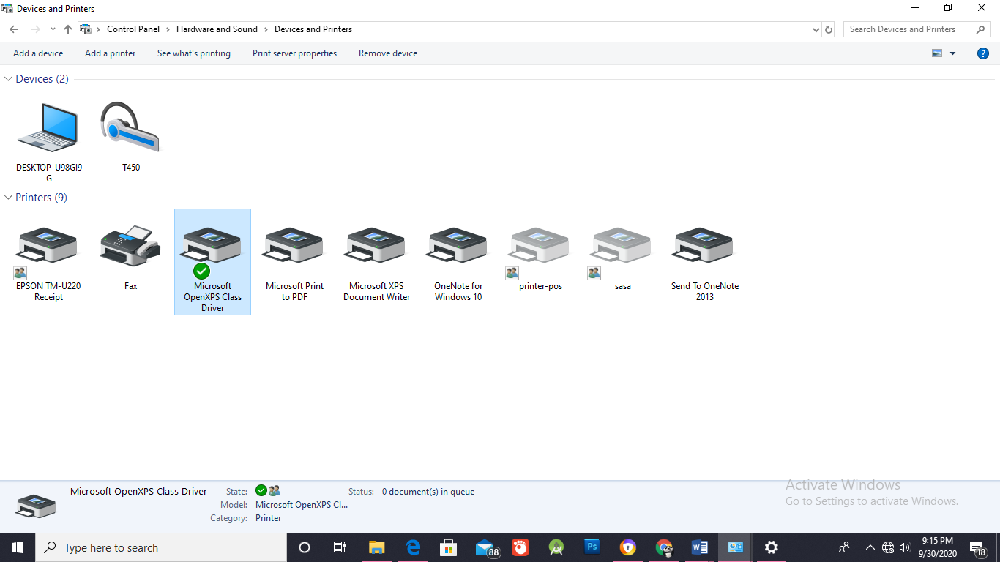 Devices and Printers
Control Panel > Hardware and Sound > Devices and Printers
Search Devices and Printers
Add a device
Add a printer
See what's printing
Print server properties
Remove device
Devices (2)
DESKTOP-U98GI9
G
T450
Printers (9)
EPSON TM-U220
Receipt
Fax
Microsoft
OpenXPS Class
Driver
Microsoft Print
to PDF
Microsoft XPS
Document Writer
OneNote for
Windows 10
printer-pos
sasa
Send To OneNote
2013
Microsoft OpenXPS Class Driver
State:
Status: 0 document(s) in queue
Model: Microsoft OpenXPS Cl...
Category: Printer
Activate Windows
Go to Settings to activate Windows.
Type here to search
88
Ps
9:15 PM
9/30/2020
18